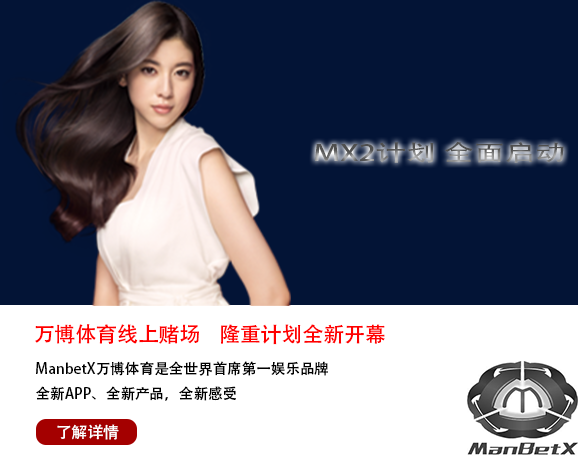 MX2计划 全面启动
万博体育线上赌场 隆重计划全新开幕
ManbetX万博体育是全世界首席第一娱乐品牌
全新APP、全新产品，全新感受
了解详情
M
ManBetX